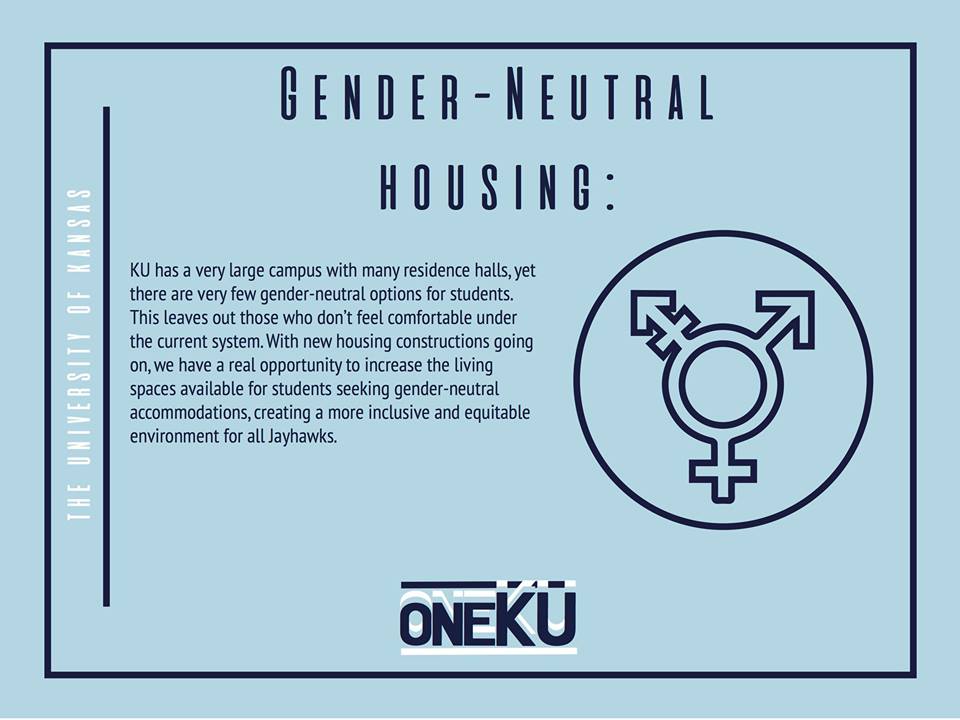 GENDER-NEUTRAL
HOUSING:
THE UNIVERSITY OF KANSAS
KU has a very large campus with many residence halls, yet
there are very few gender-neutral options for students.
This leaves out those who don't feel comfortable under
the current system. With new housing constructions going
on, we have a real opportunity to increase the living
spaces available for students seeking gender-neutral
accommodations, creating a more inclusive and equitable
environment for all Jayhawks.
ONEKU